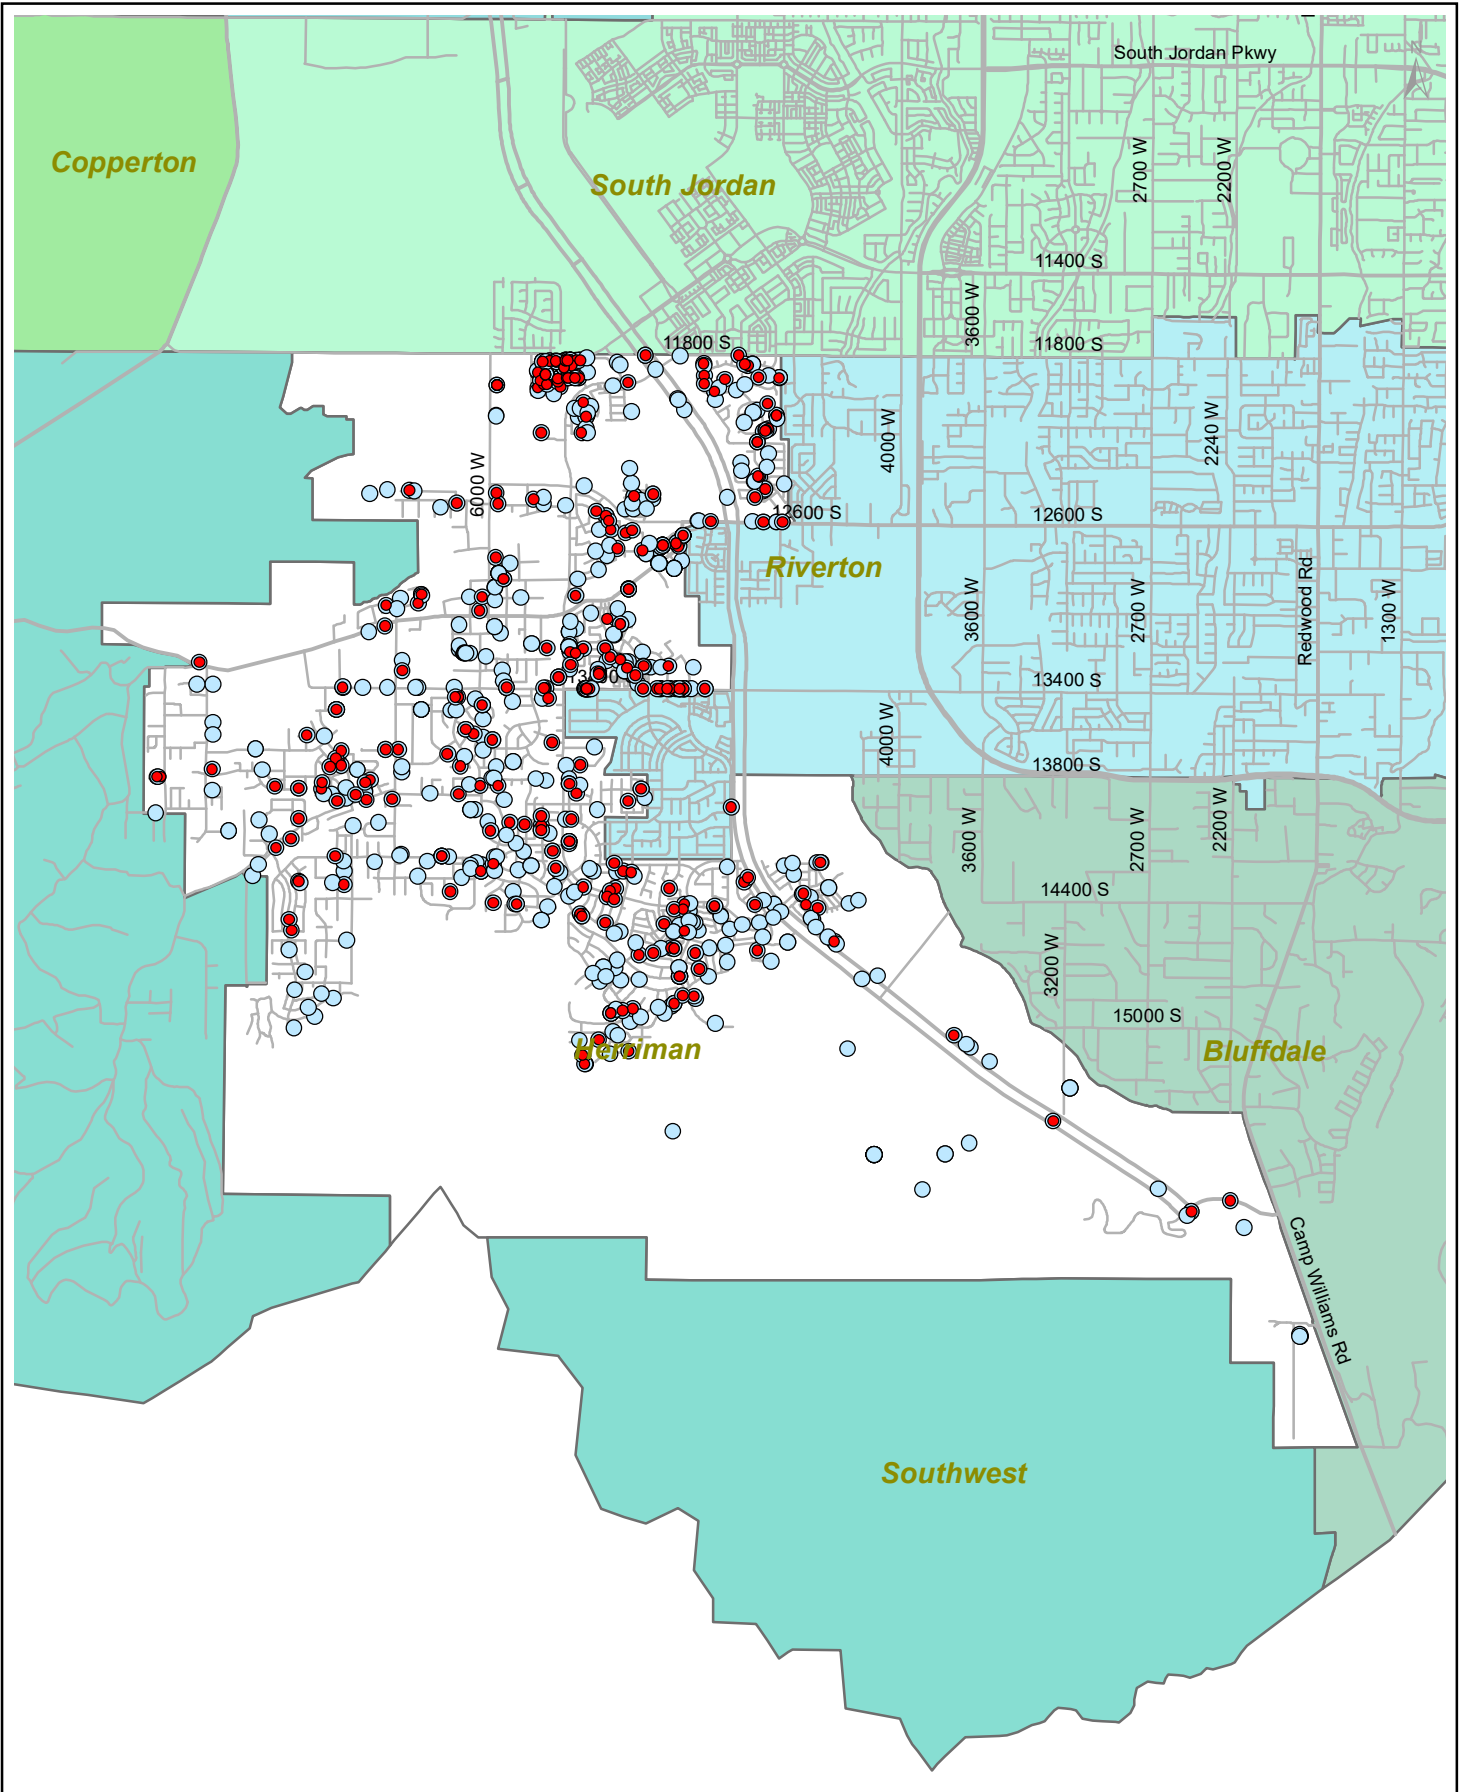 South Jordan Pkwy
Copperton
South Jordan
2700 W
2200 W
11400 S
3600 W
11800 S
11800 S
4000 W
2240 W
6000 W
12600 S
12600 S
Riverton
Redwood Rd
3600 W
2700 W
1300 W
13400 S
4000 W
13800 S
3600 W
2700 W
2200 W
14400 S
3200 W
15000 S
Herriman
Bluffdale
Camp Williams Rd
Southwest